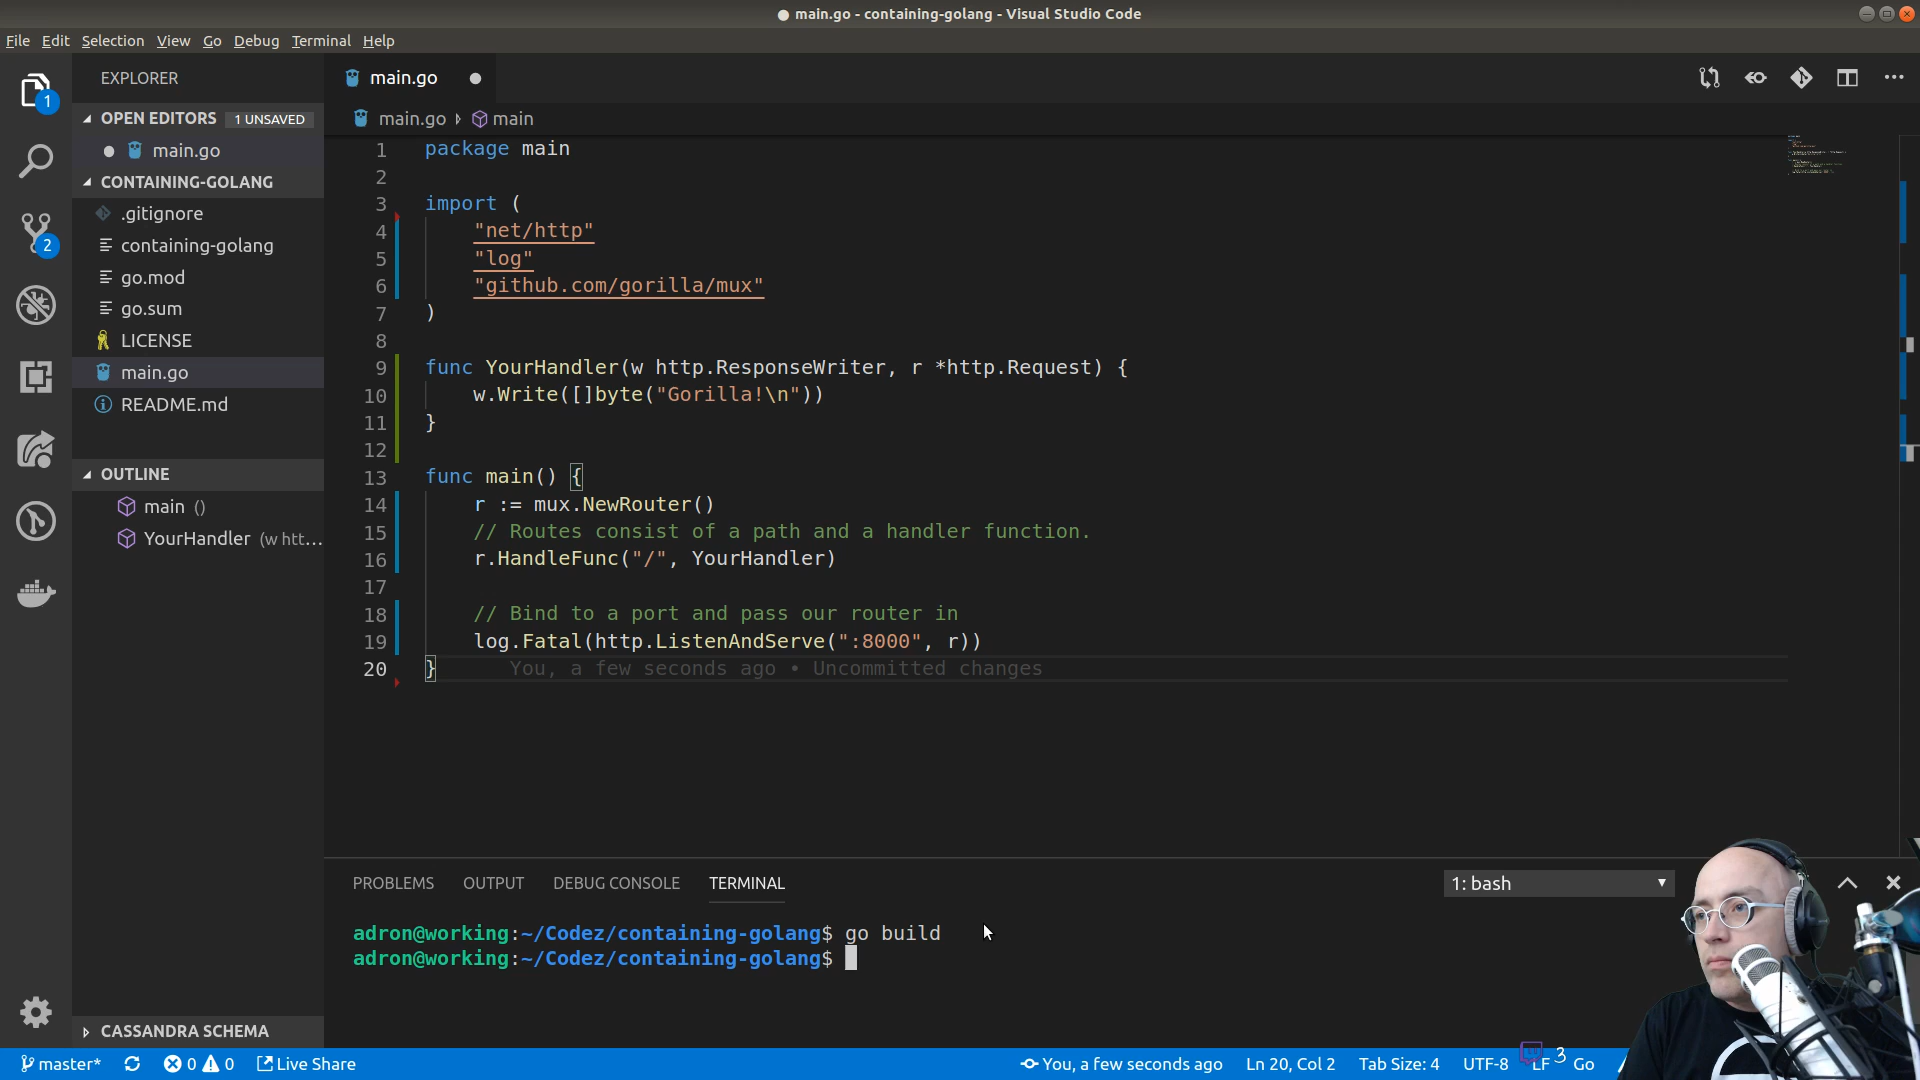 main.go - containing-golang - Visual Studio Code
File Edit Selection View Go Debug Terminal Help
1
2
EXPLORER
OPEN EDITORS 1 UNSAVED
main.go
CONTAINING-GOLANG
.gitignore
containing-golang
go.mod
go.sum
LICENSE
main.go
README.md
OUTLINE
main ()
YourHandler (w htt...
CASSANDRA SCHEMA
main.go
main.go main
1 package main
2
3 import (
4 "net/http"
5 "log"
6 "github.com/gorilla/mux"
7 )
8
9 func YourHandler(w http.ResponseWriter, r *http.Request) {
10 w.Write([]byte("Gorilla!\n"))
11 }
12
13 func main() {
14 r := mux.NewRouter()
15 // Routes consist of a path and a handler function.
16 r.HandleFunc("/", YourHandler)
17
18 // Bind to a port and pass our router in
19 log.Fatal(http.ListenAndServe(":8000", r))
20 } You, a few seconds ago • Uncommitted changes
PROBLEMS OUTPUT DEBUG CONSOLE TERMINAL 1: bash
adron@working:~/Codez/containing-golang$ go build
adron@working:~/Codez/containing-golang$
master* 0 0 Live Share You, a few seconds ago Ln 20, Col 2 Tab Size: 4 UTF-8 LF 3 Go